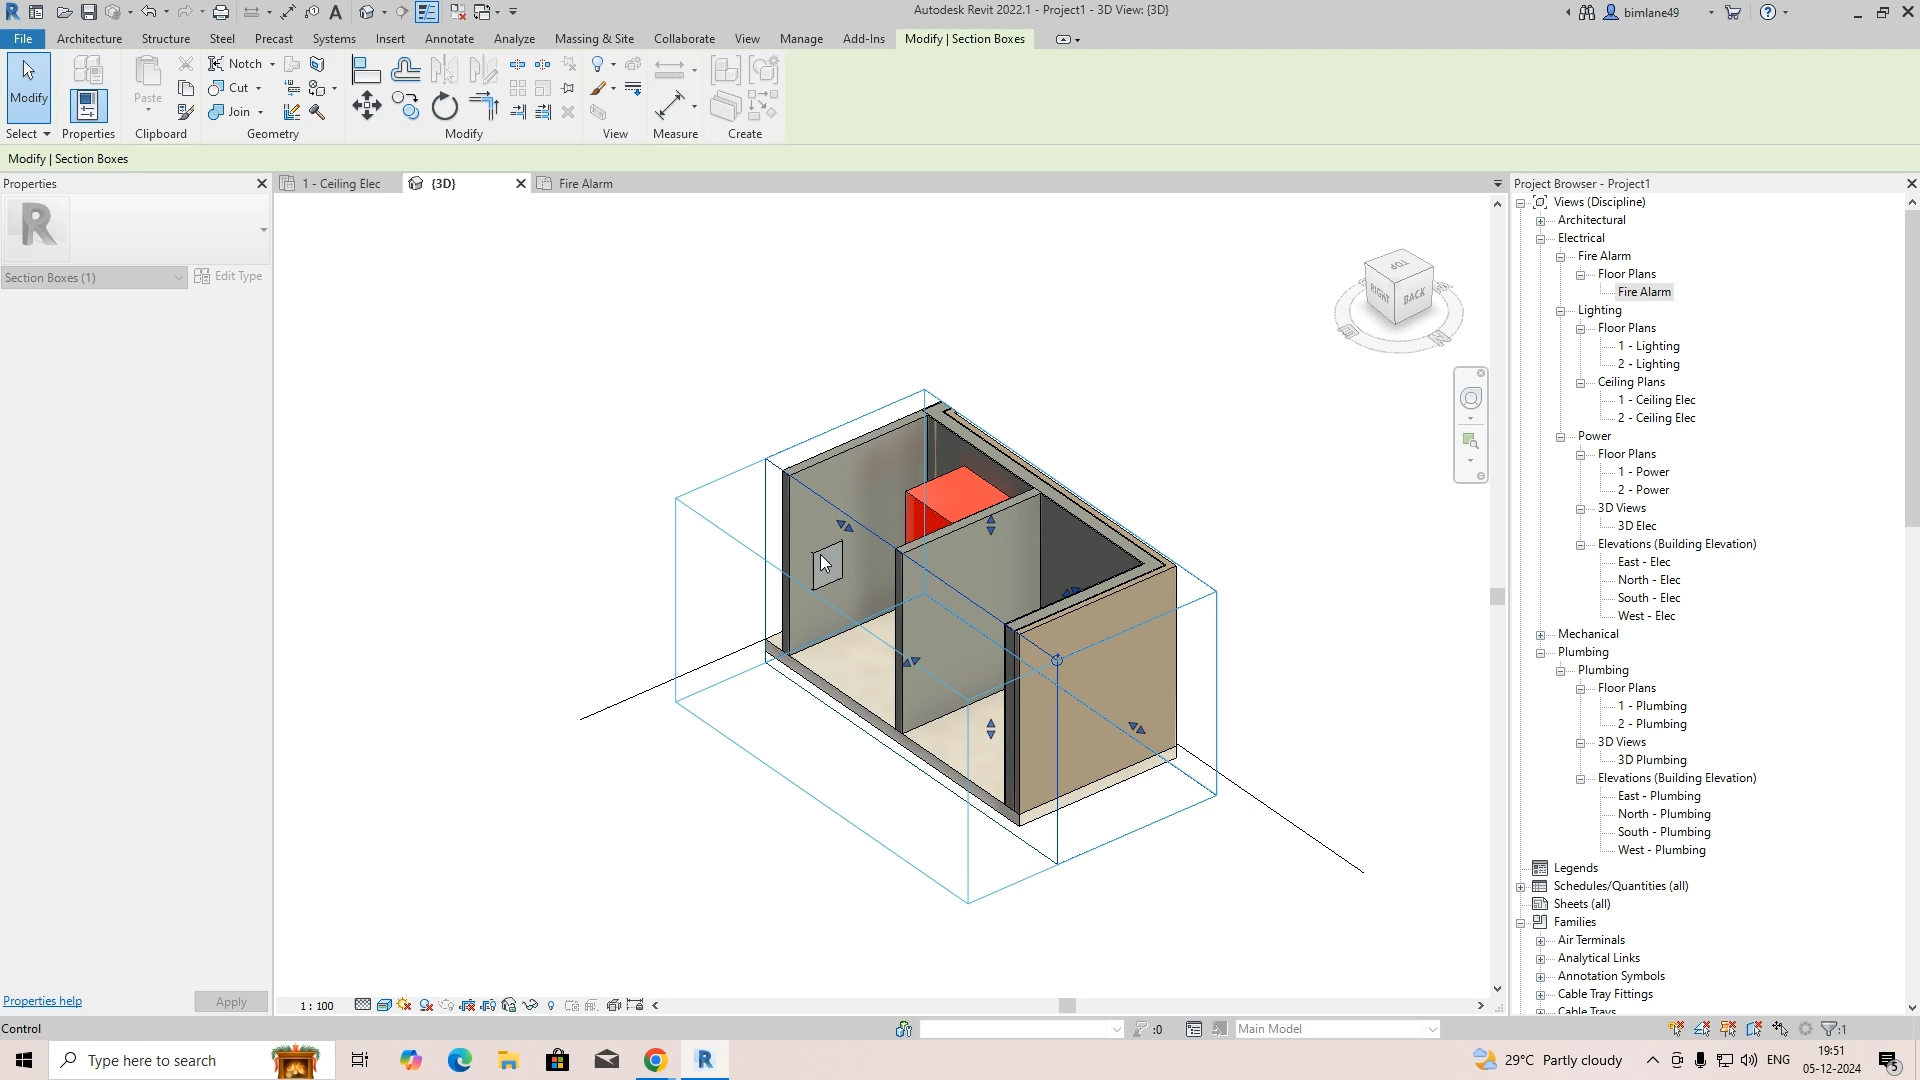 Autodesk Revit 2022.1 - Project1 - 3D View: {3D}
bimlane49
File
Architecture
Structure
Steel
Precast
Systems
Insert
Annotate
Analyze
Massing & Site
Collaborate
View
Manage
Add-Ins
Modify | Section Boxes
Modify
Paste
Notch
Cut
Join
Select
Properties
Clipboard
Geometry
Modify
View
Measure
Create
Modify | Section Boxes
Properties
Section Boxes (1)
Edit Type
Properties help
Apply
1 - Ceiling Elec
{3D}
Fire Alarm
TOP
RIGHT
BACK
1 : 100
Project Browser - Project1
Views (Discipline)
Architectural
Electrical
Fire Alarm
Floor Plans
Fire Alarm
Lighting
Floor Plans
1 - Lighting
2 - Lighting
Ceiling Plans
1 - Ceiling Elec
2 - Ceiling Elec
Power
Floor Plans
1 - Power
2 - Power
3D Views
3D Elec
Elevations (Building Elevation)
East - Elec
North - Elec
South - Elec
West - Elec
Mechanical
Plumbing
Plumbing
Floor Plans
1 - Plumbing
2 - Plumbing
3D Views
3D Plumbing
Elevations (Building Elevation)
East - Plumbing
North - Plumbing
South - Plumbing
West - Plumbing
Legends
Schedules/Quantities (all)
Sheets (all)
Families
Air Terminals
Analytical Links
Annotation Symbols
Cable Tray Fittings
Cable Trays
Control
:0
Main Model
:1
Type here to search
29°C Partly cloudy
ENG
19:51
05-12-2024
5